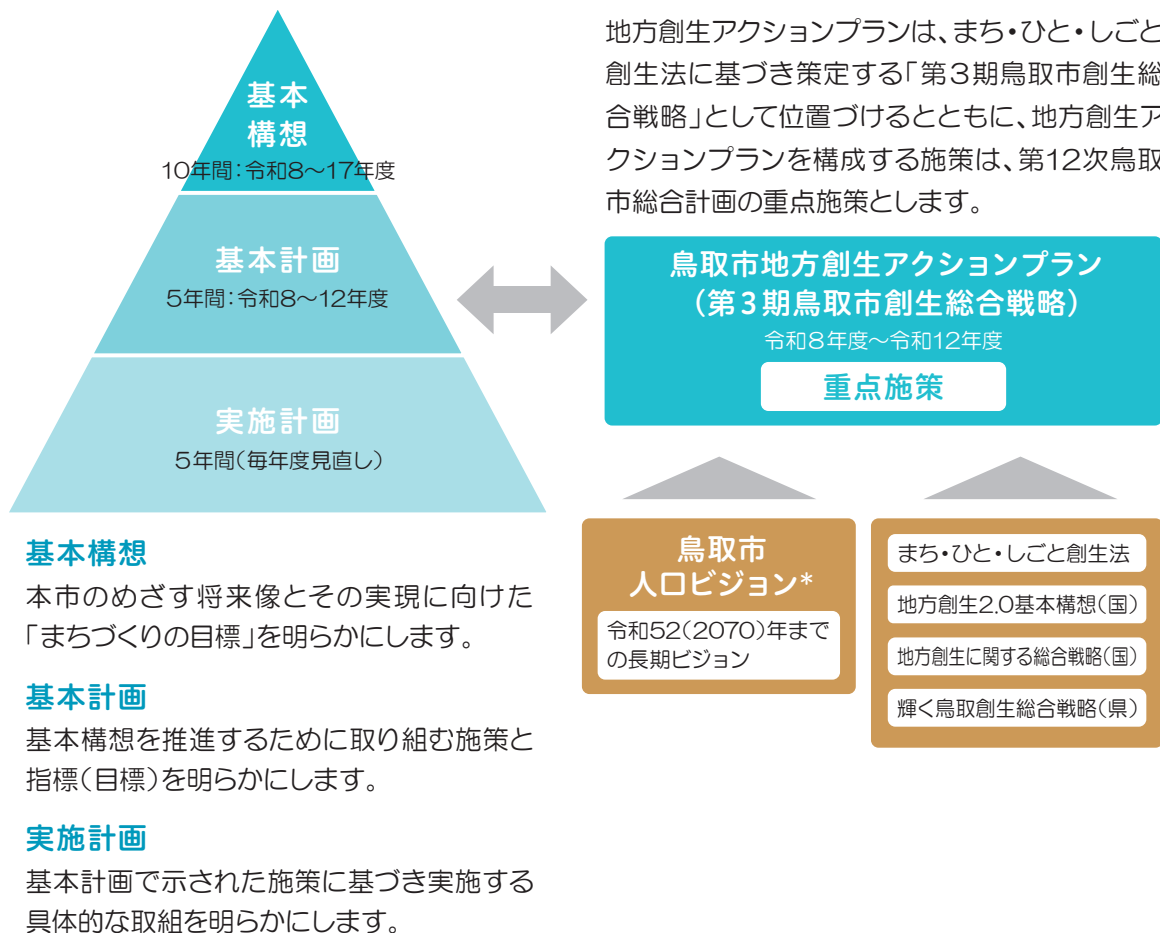 基本
構想
10年間：令和8～17年度
基本計画
5年間：令和8～12年度
実施計画
5年間（毎年度見直し）
基本構想
本市のめざす将来像とその実現に向けた
「まちづくりの目標」を明らかにします。
基本計画
基本構想を推進するために取り組む施策と
指標（目標）を明らかにします。
実施計画
基本計画で示された施策に基づき実施する
具体的な取組を明らかにします。
地方創生アクションプランは、まち・ひと・しごと
創生法に基づき策定する「第3期鳥取市創生総
合戦略」として位置づけるとともに、地方創生ア
クションプランを構成する施策は、第12次鳥取
市総合計画の重点施策とします。
鳥取市地方創生アクションプラン
（第3期鳥取市創生総合戦略）
令和8年度～令和12年度
重点施策
鳥取市
人口ビジョン*
令和52（2070）年まで
の長期ビジョン
まち・ひと・しごと創生法
地方創生2.0基本構想（国）
地方創生に関する総合戦略（国）
輝く鳥取創生総合戦略（県）